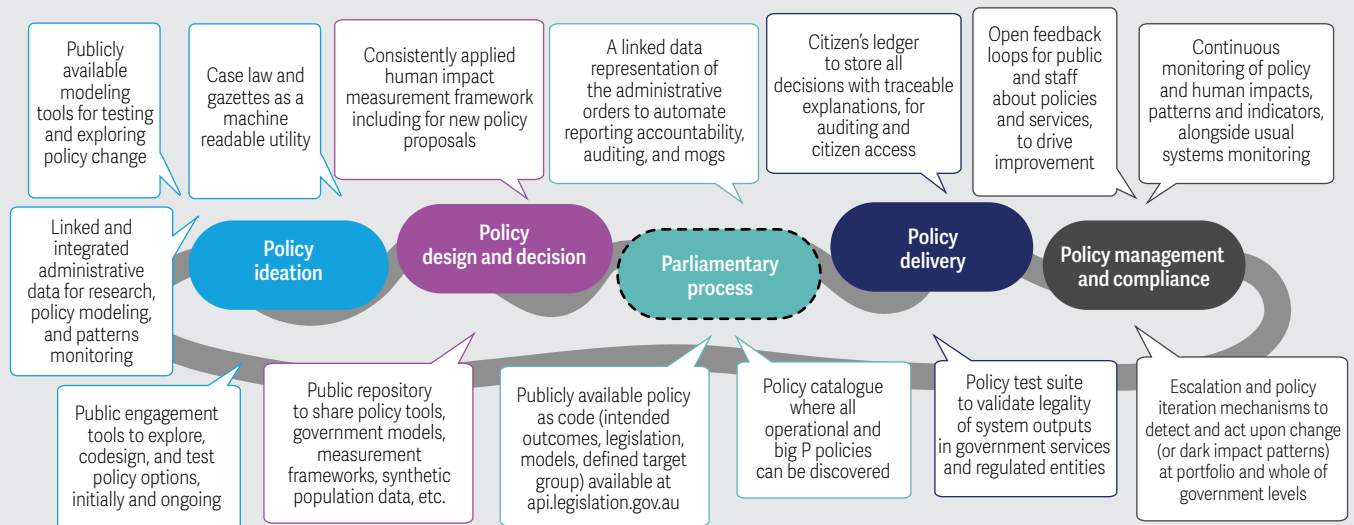 Publicly
available
modeling
tools for testing
and exploring
policy change
Case law and
gazettes as a
machine
readable utility
Consistently applied
human impact
measurement framework
including for new policy
proposals
A linked data
representation of
the administrative
orders to automate
reporting accountability,
auditing, and mogs
Citizen's ledger
to store all
decisions with traceable
explanations, for
auditing and
citizen access
Open feedback
loops for public
and staff
about policies
and services,
to drive
improvement
Continuous
monitoring of policy
and human impacts,
patterns and indicators,
alongside usual
systems monitoring
Linked and
integrated
administrative
data for research,
policy modeling,
and patterns
monitoring
Policy
ideation
Policy
design and decision
Parliamentary
process
Policy
delivery
Policy management
and compliance
Public engagement
tools to explore,
codesign, and test
policy options,
initially and ongoing
Public repository
to share policy tools,
government models,
measurement
frameworks, synthetic
population data, etc.
Publicly available policy
as code (intended
outcomes, legislation,
models, defined target
group) available at
api.legislation.gov.au
Policy catalogue
where all
operational and
big P policies
can be discovered
Policy test suite
to validate legality
of system outputs
in government services
and regulated entities
Escalation and policy
iteration mechanisms to
detect and act upon change
(or dark impact patterns)
at portfolio and whole of
government levels